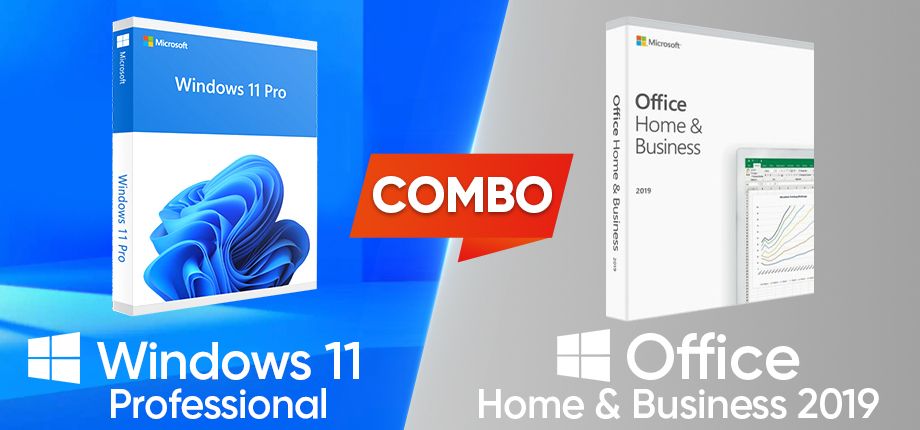 Microsoft
Microsoft
Windows 11 Pro
Windows 11 Pro
COMBO
Microsoft
Office
Home &
Business
2019
Office Home & Business 2019
Windows 11
Professional
Office
Home & Business 2019